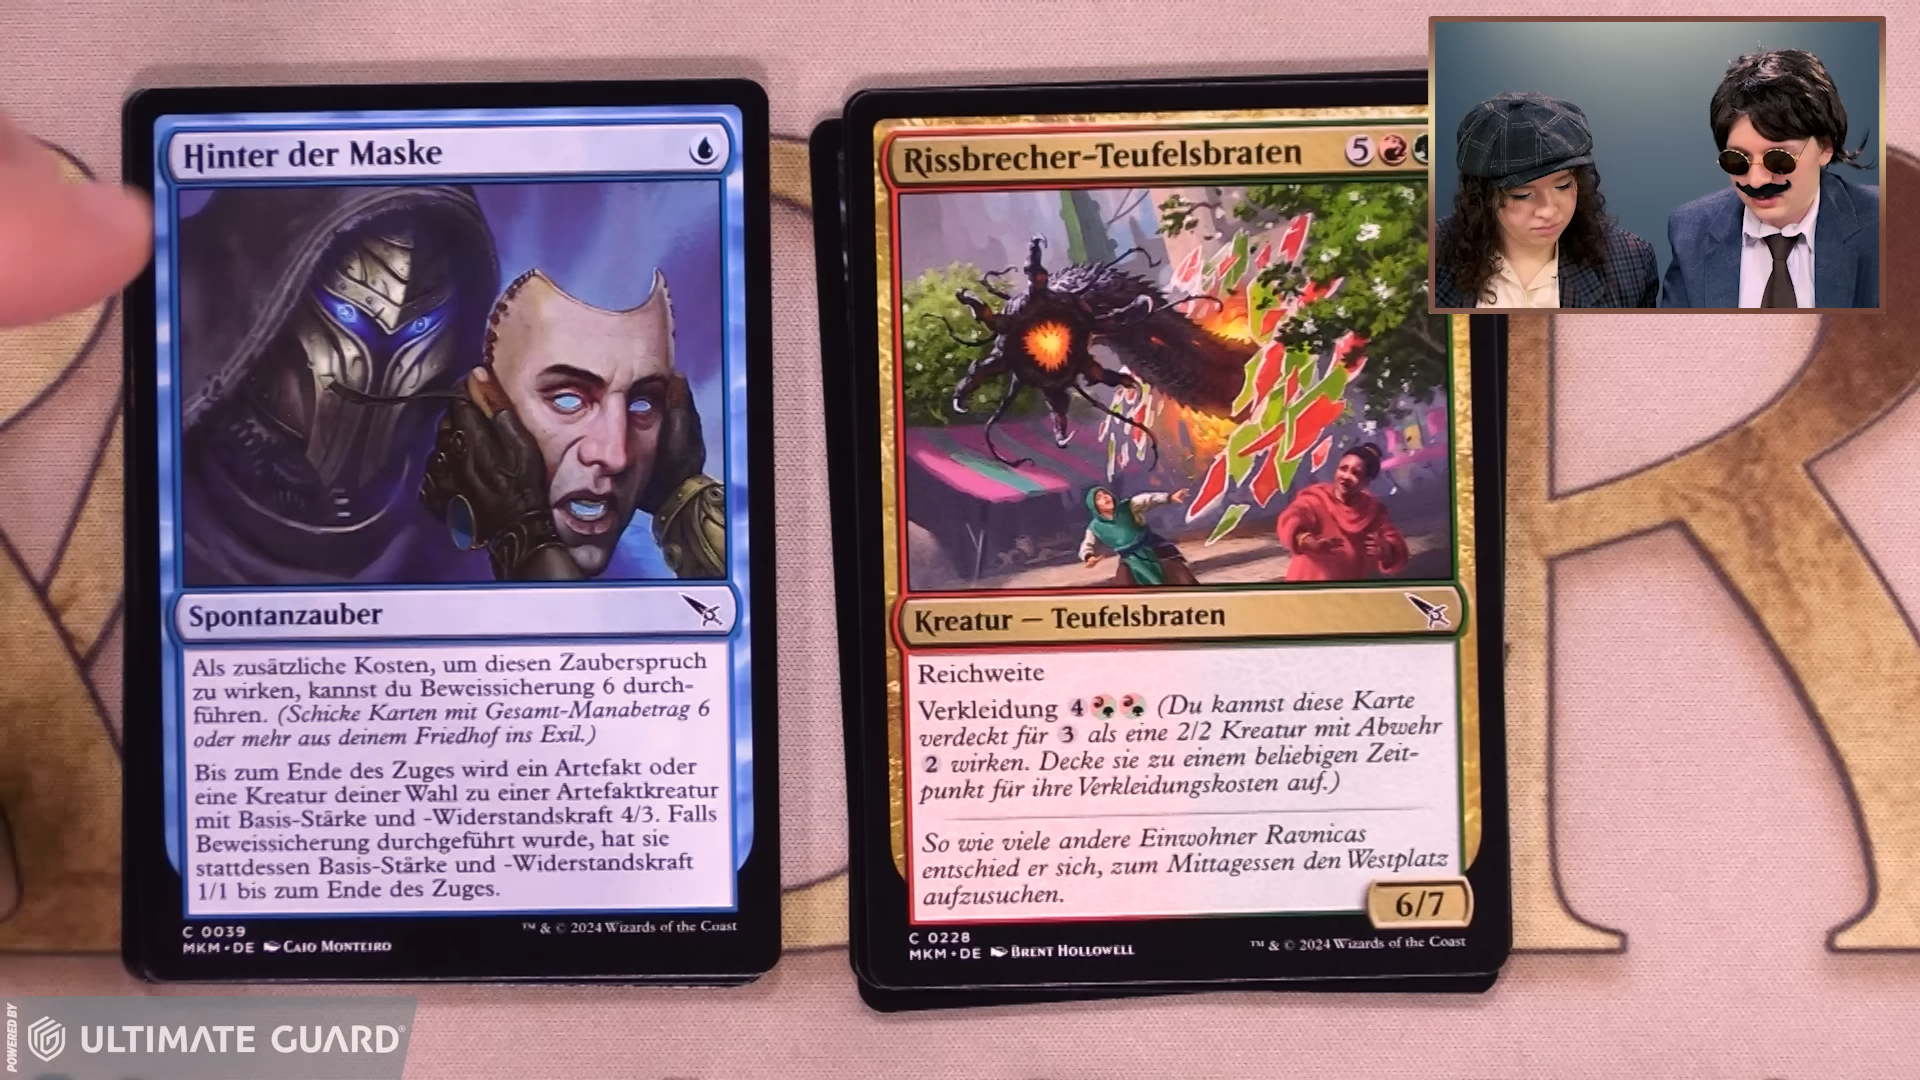 Hinter der Maske
Spontanzauber
Als zusätzliche Kosten, um diesen Zauberspruch
zu wirken, kannst du Beweissicherung 6 durch-
führen. (Schicke Karten mit Gesamt-Manabetrag 6
oder mehr aus deinem Friedhof ins Exil.)
Bis zum Ende des Zuges wird ein Artefakt oder
eine Kreatur deiner Wahl zu einer Artefaktkreatur
mit Basis-Stärke und -Widerstandskraft 4/3. Falls
Beweissicherung durchgeführt wurde, hat sie
stattdessen Basis-Stärke und -Widerstandskraft
1/1 bis zum Ende des Zuges.
C 0039
MKM • DE CAIO MONTEIRO
™ & © 2024 Wizards of the Coast
Rissbrecher-Teufelsbraten 5
Kreatur — Teufelsbraten
Reichweite
Verkleidung 4 (Du kannst diese Karte
verdeckt für 3 als eine 2/2 Kreatur mit Abwehr
2 wirken. Decke sie zu einem beliebigen Zeit-
punkt für ihre Verkleidungskosten auf.)
So wie viele andere Einwohner Ravnicas
entschied er sich, zum Mittagessen den Westplatz
aufzusuchen.
6/7
C 0228
MKM • DE BRENT HOLLOWELL
™ & © 2024 Wizards of the Coast
POWERED BY
ULTIMATE GUARD®